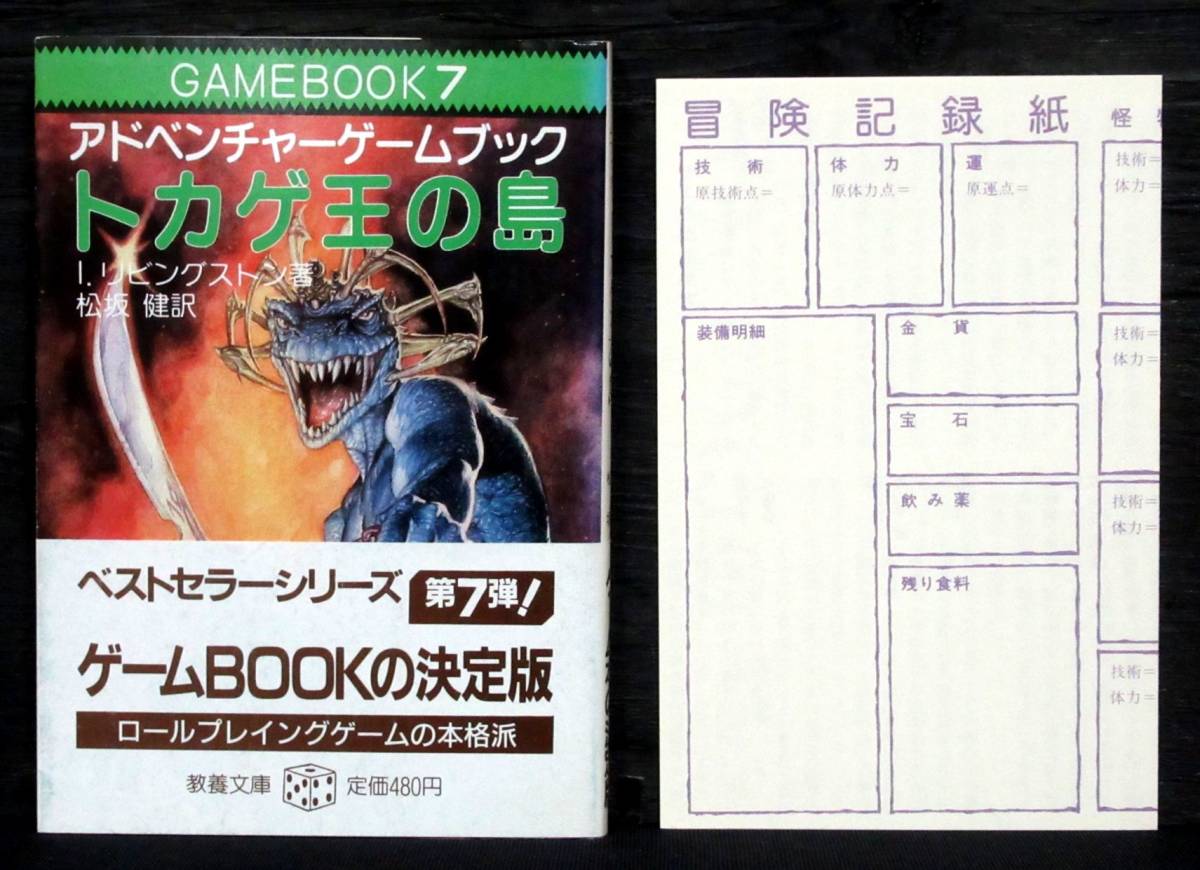 GAMEBOOK7
アドベンチャーゲームブック
トカゲ王の島
I.リビングストン著
松坂 健訳
ベストセラーシリーズ 第7弾!
ゲームBOOKの決定版
ロールプレイングゲームの本格派
教養文庫 定価480円
冒険記録紙
技術
原技術点=
体力
原体力点=
運
原運点=
装備明細
金貨
宝石
飲み薬
残り食料
怪
技術=
体力=
技術=
体力=
技術=
体力=
技術=
体力=